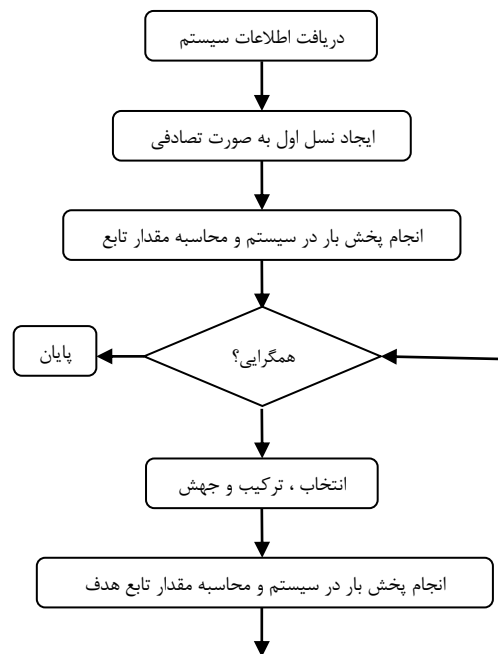 دریافت اطلاعات سیستم
ایجاد نسل اول به صورت تصادفی
انجام پخش بار در سیستم و محاسبه مقدار تابع
همگرایی؟
پایان
انتخاب ، ترکیب و جهش
انجام پخش بار در سیستم و محاسبه مقدار تابع هدف